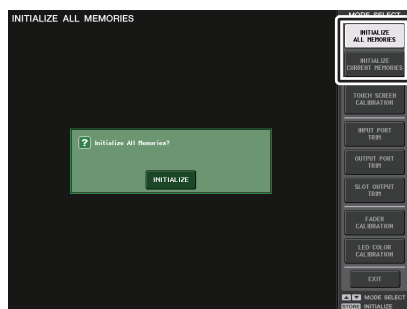 INITIALIZE ALL MEMORIES
MODE SELECT
INITIALIZE
ALL MEMORIES
INITIALIZE
CURRENT MEMORIES
TOUCH SCREEN
CALIBRATION
INPUT PORT
TRIM
OUTPUT PORT
TRIM
SLOT OUTPUT
TRIM
FADER
CALIBRATION
LED COLOR
CALIBRATION
EXIT
▲ ▼ MODE SELECT
STORE INITIALIZE
? Initialize All Memories?
INITIALIZE